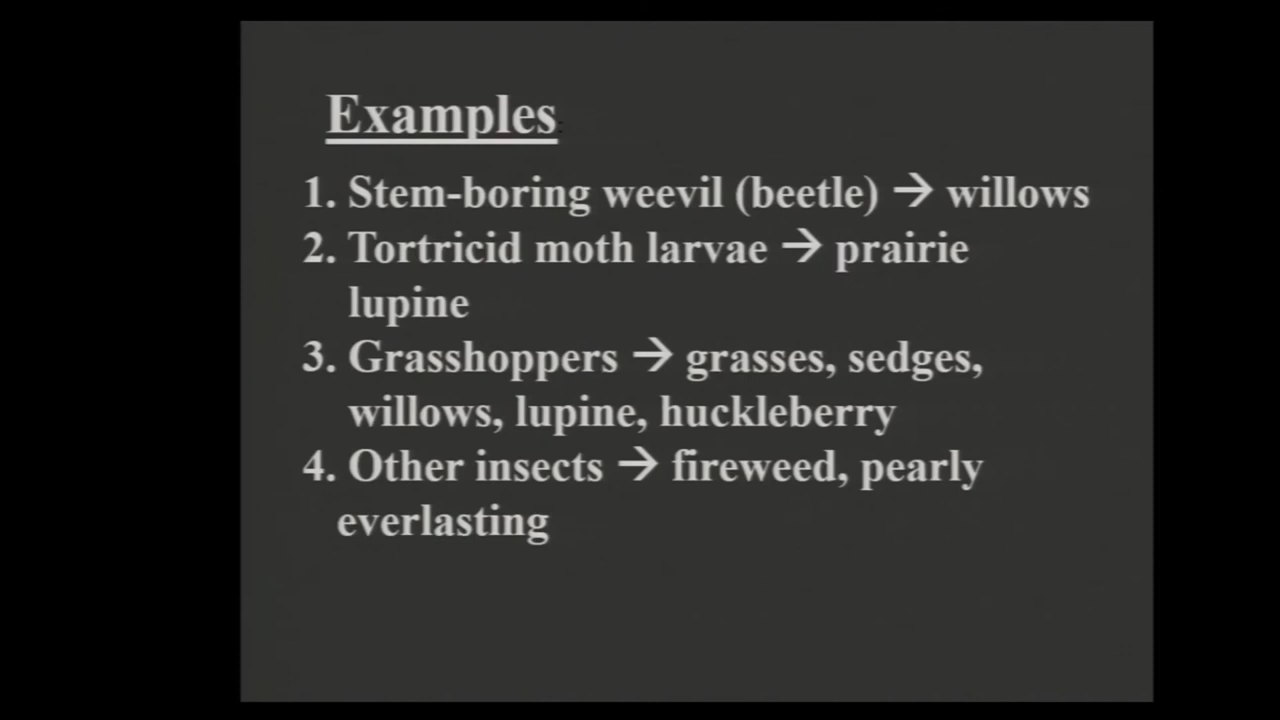 Examples
1. Stem-boring weevil (beetle) → willows
2. Tortricid moth larvae → prairie
lupine
3. Grasshoppers → grasses, sedges,
willows, lupine, huckleberry
4. Other insects → fireweed, pearly
everlasting